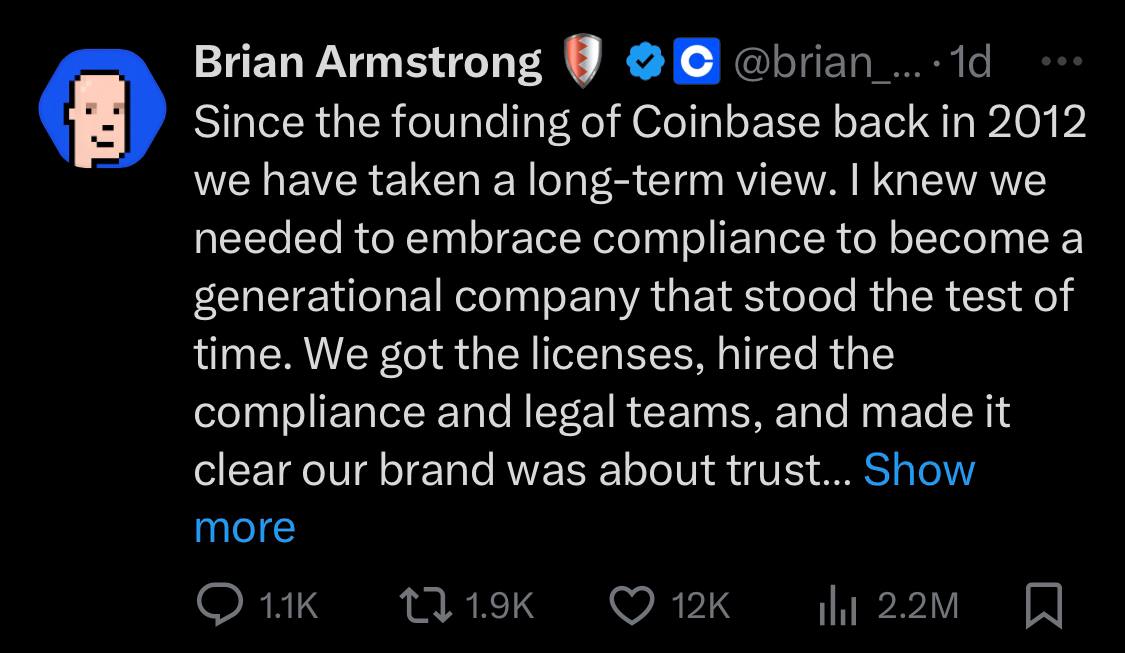 Brian Armstrong @brian_... · 1d
Since the founding of Coinbase back in 2012
we have taken a long-term view. I knew we
needed to embrace compliance to become a
generational company that stood the test of
time. We got the licenses, hired the
compliance and legal teams, and made it
clear our brand was about trust... Show
more
1.1K 1.9K 12K 2.2M